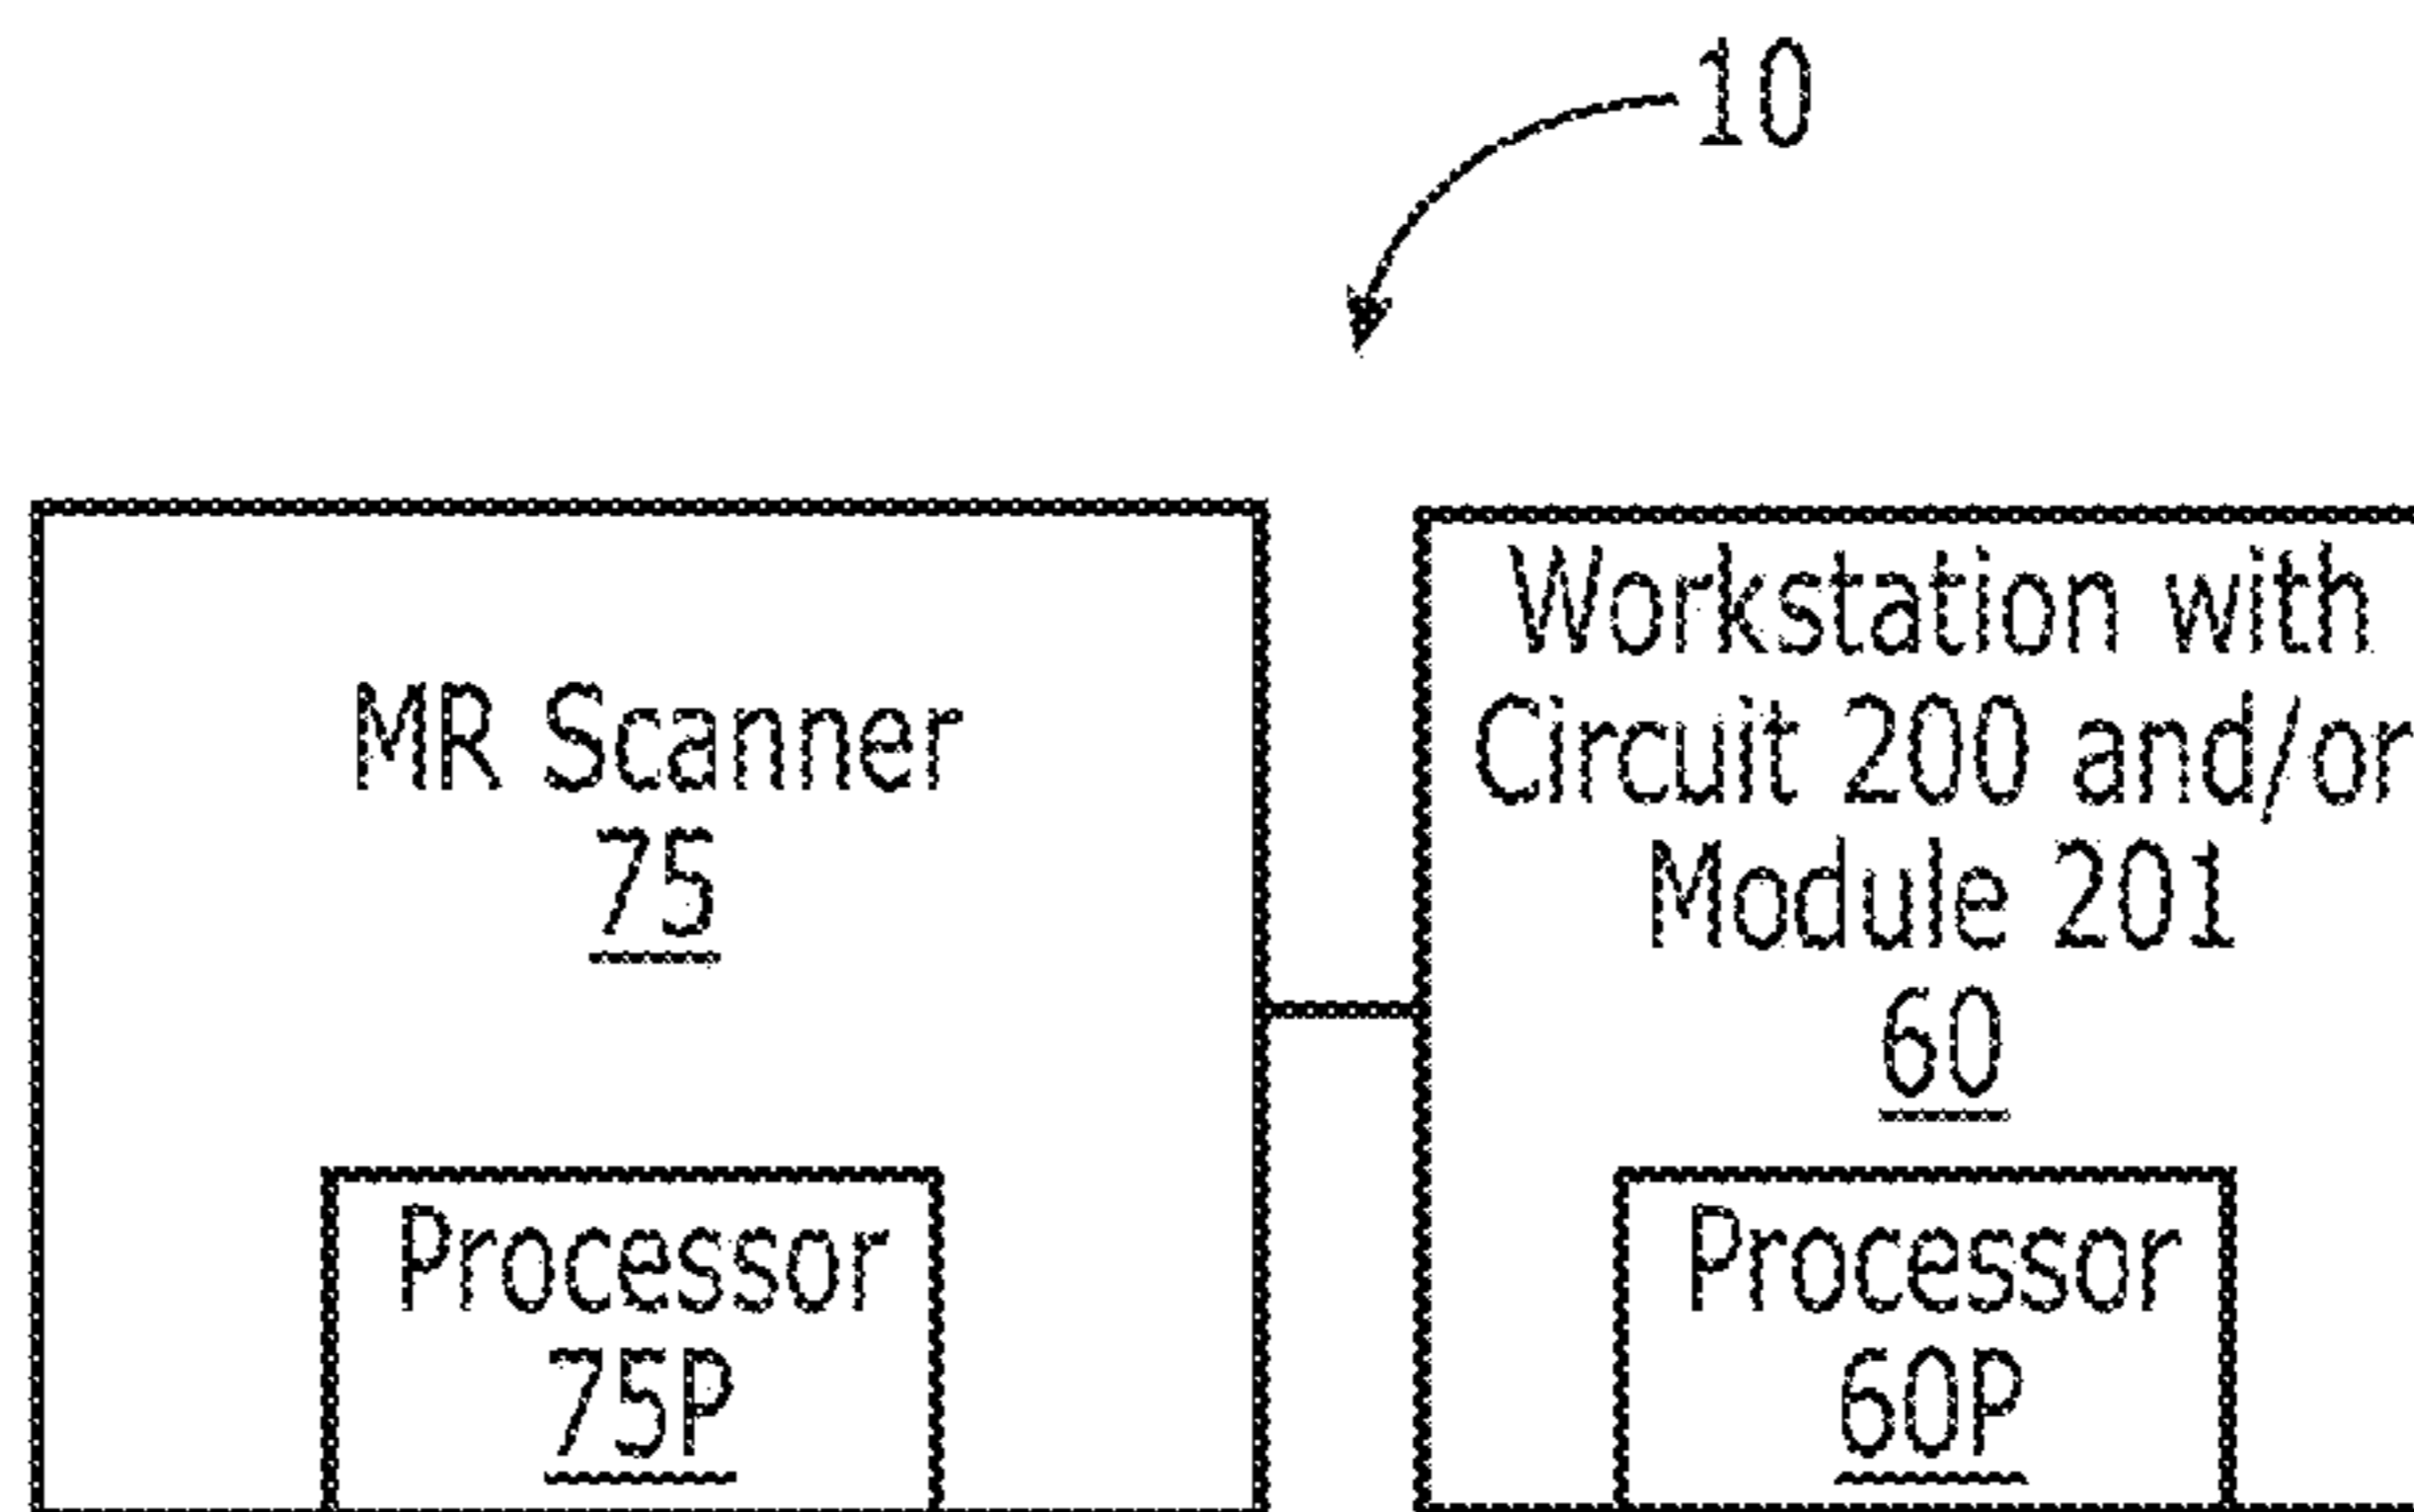 10
MR Scanner
75
Processor
75P
Workstation with
Circuit 200 and/or
Module 201
60
Processor
60P